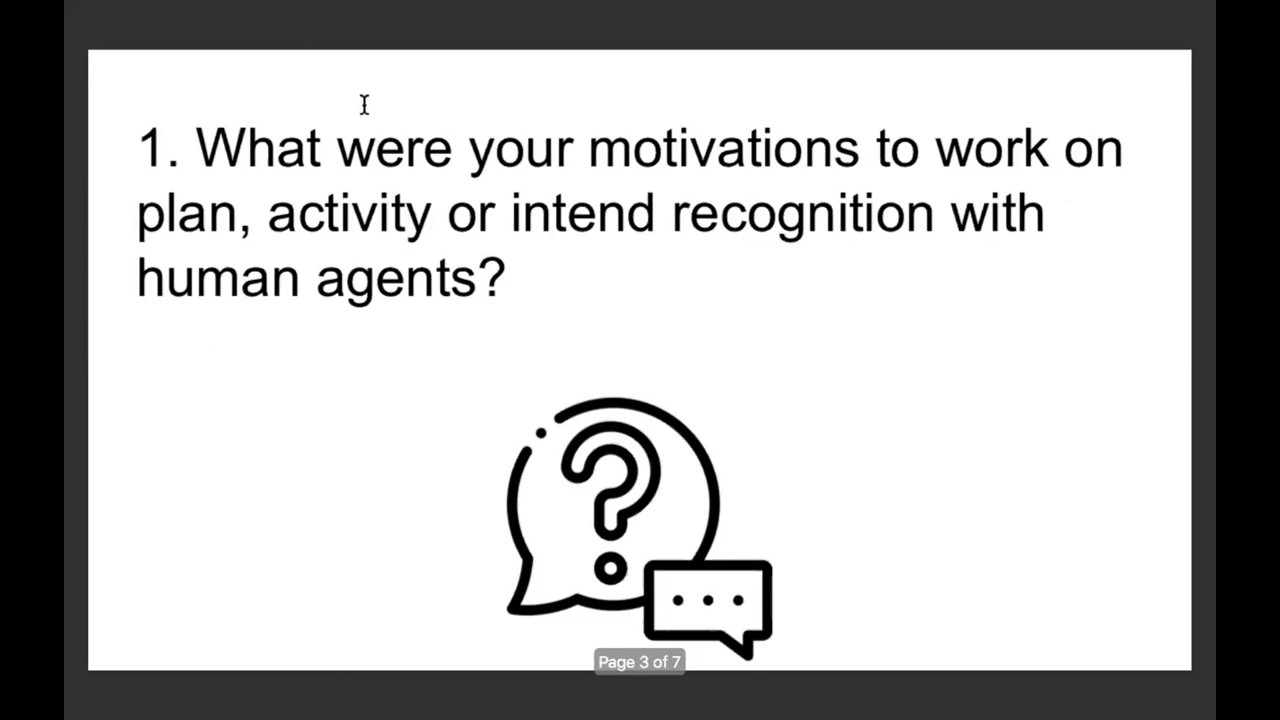 1. What were your motivations to work on
plan, activity or intend recognition with
human agents?
Page 3 of 7